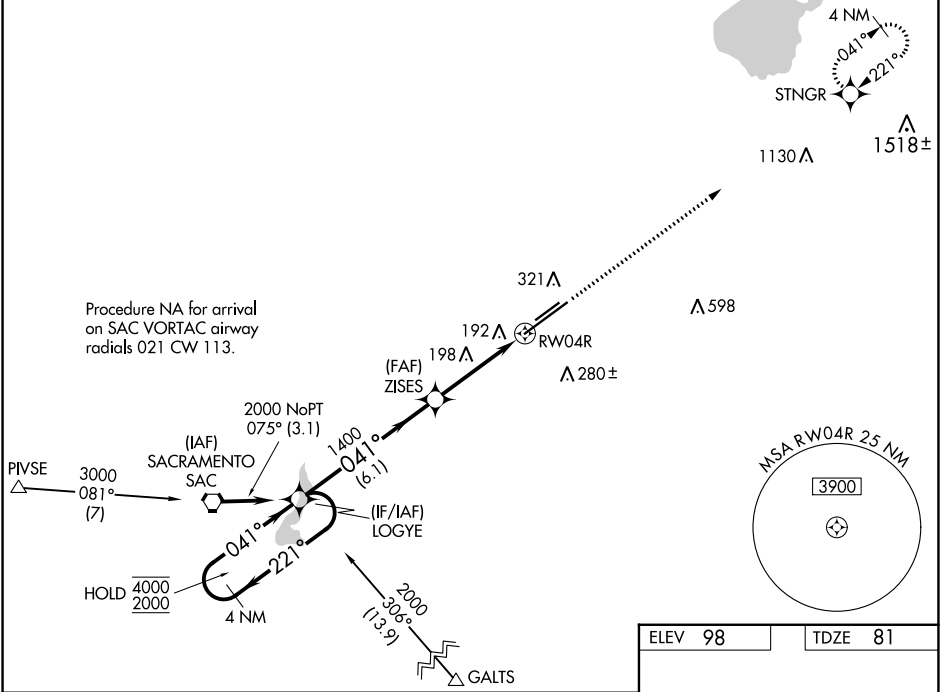 4 NM
041°
221°
STNGR
1518±
1130
321
598
Procedure NA for arrival
on SAC VORTAC airway
radials 021 CW 113.
192
RW04R
198
(FAF)
ZISES
280±
2000 NoPT
075° (3.1)
1400
041°
(6.1)
(IAF)
SACRAMENTO
SAC
PIVSE
3000
081°
(7)
(IF/IAF)
LOGYE
041°
221°
HOLD
4000
2000
4 NM
2000
306°
(13.9)
GALTS
MSA RW04R 25 NM
3900
ELEV 98
TDZE 81